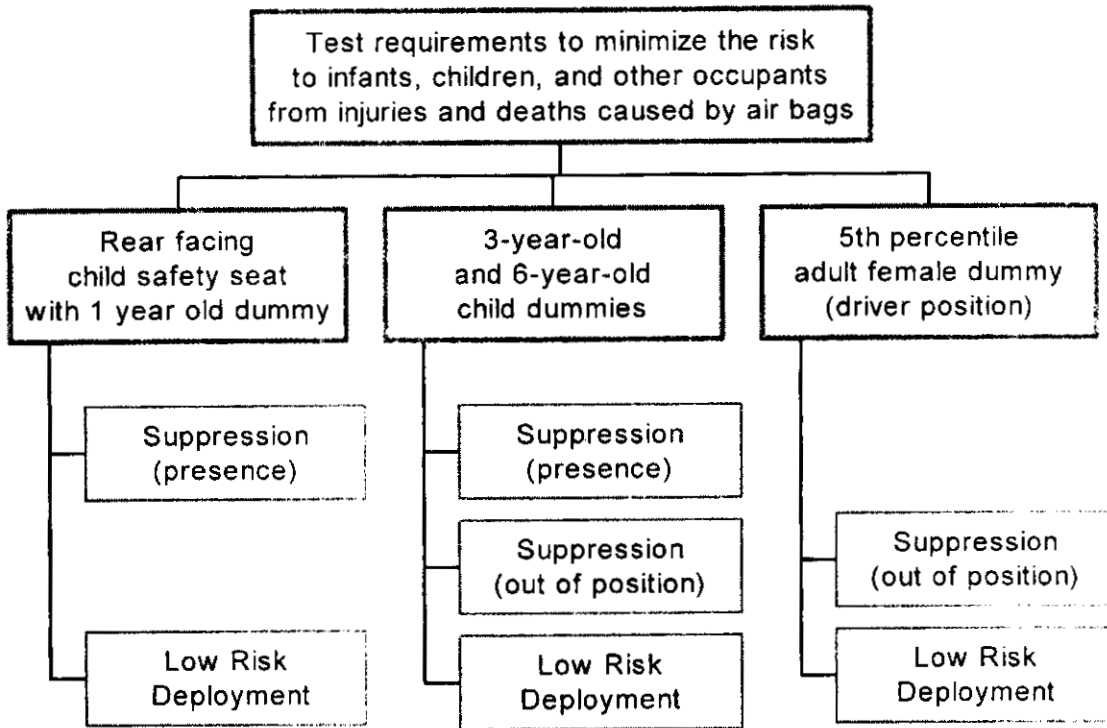 Test requirements to minimize the risk
to infants, children, and other occupants
from injuries and deaths caused by air bags
Rear facing
child safety seat
with 1 year old dummy
3-year-old
and 6-year-old
child dummies
5th percentile
adult female dummy
(driver position)
Suppression
(presence)
Suppression
(presence)
Suppression
(out of position)
Suppression
(out of position)
Low Risk
Deployment
Low Risk
Deployment
Low Risk
Deployment